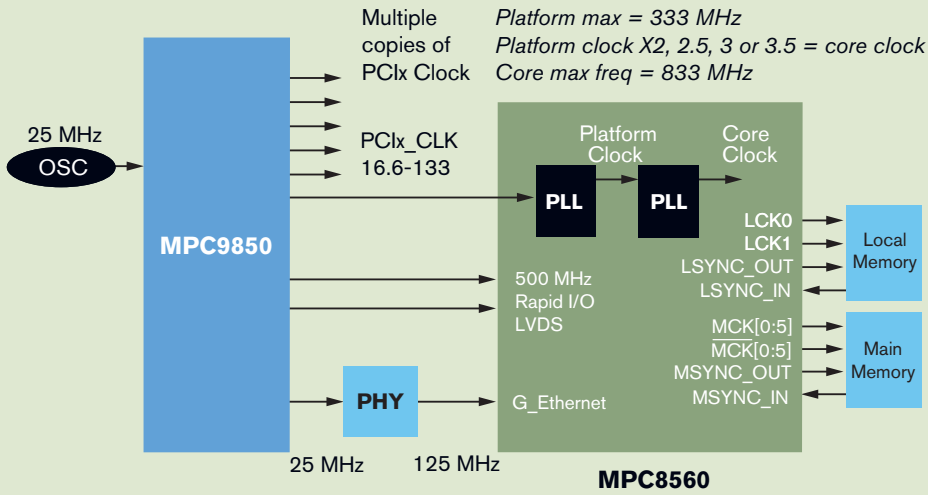 Multiple
copies of
PCIx Clock
Platform max = 333 MHz
Platform clock X2, 2.5, 3 or 3.5 = core clock
Core max freq = 833 MHz
25 MHz
OSC
MPC9850
PCIx_CLK
16.6-133
Platform
Clock
Core
Clock
PLL
PLL
LCK0
LCK1
LSYNC_OUT
LSYNC_IN
Local
Memory
500 MHz
Rapid I/O
LVDS
MCK[0:5]
MCK[0:5]
MSYNC_OUT
MSYNC_IN
Main
Memory
PHY
G_Ethernet
25 MHz
125 MHz
MPC8560